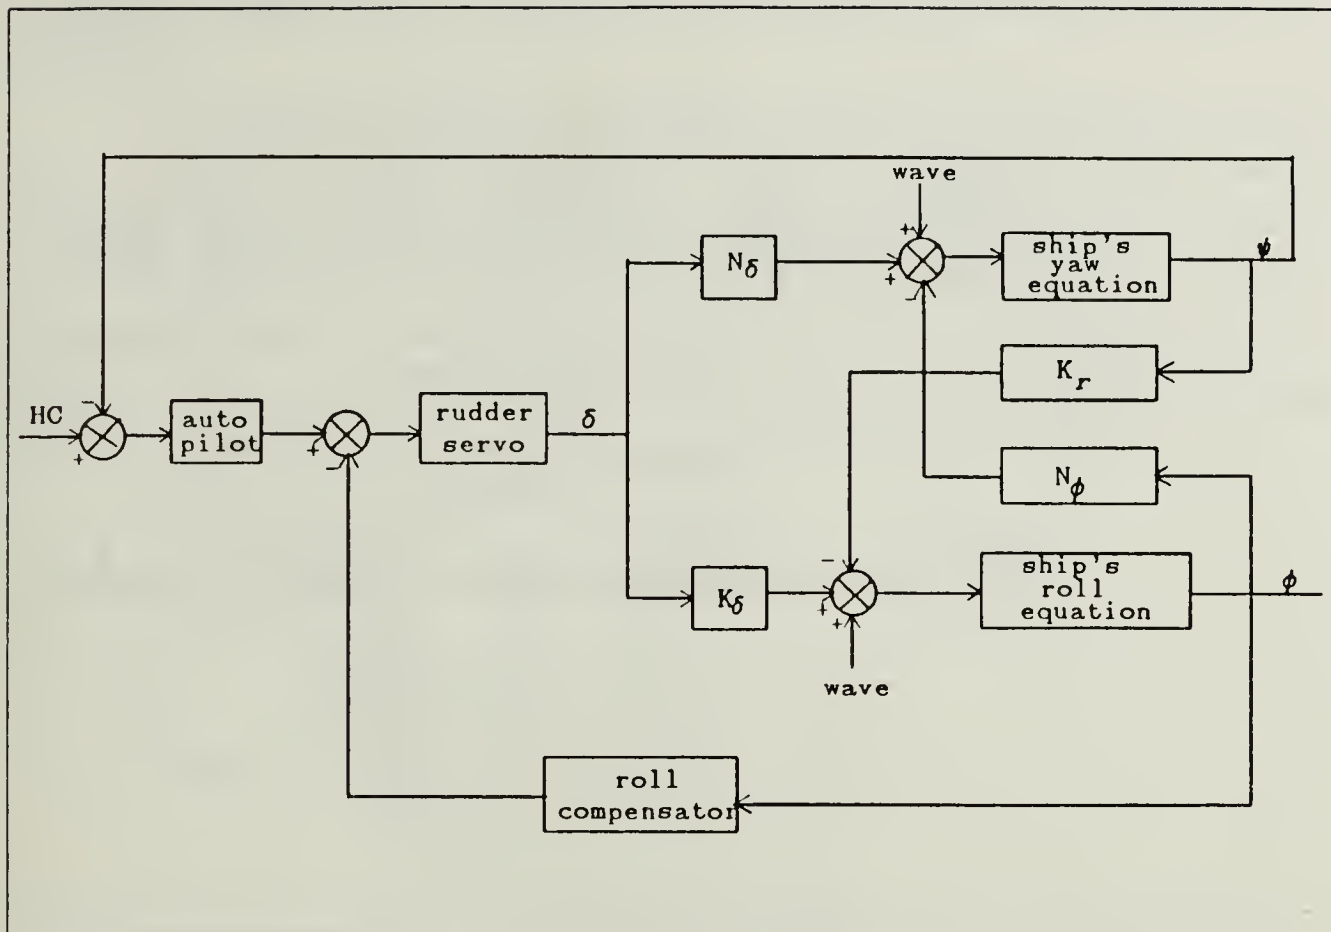 wave
+
N_δ
+
−
ship's
yaw
equation
ψ
K_r
HC
−
+
auto
pilot
+
−
rudder
servo
δ
N_ϕ
K_δ
−
+
+
wave
ship's
roll
equation
ϕ
roll
compensator